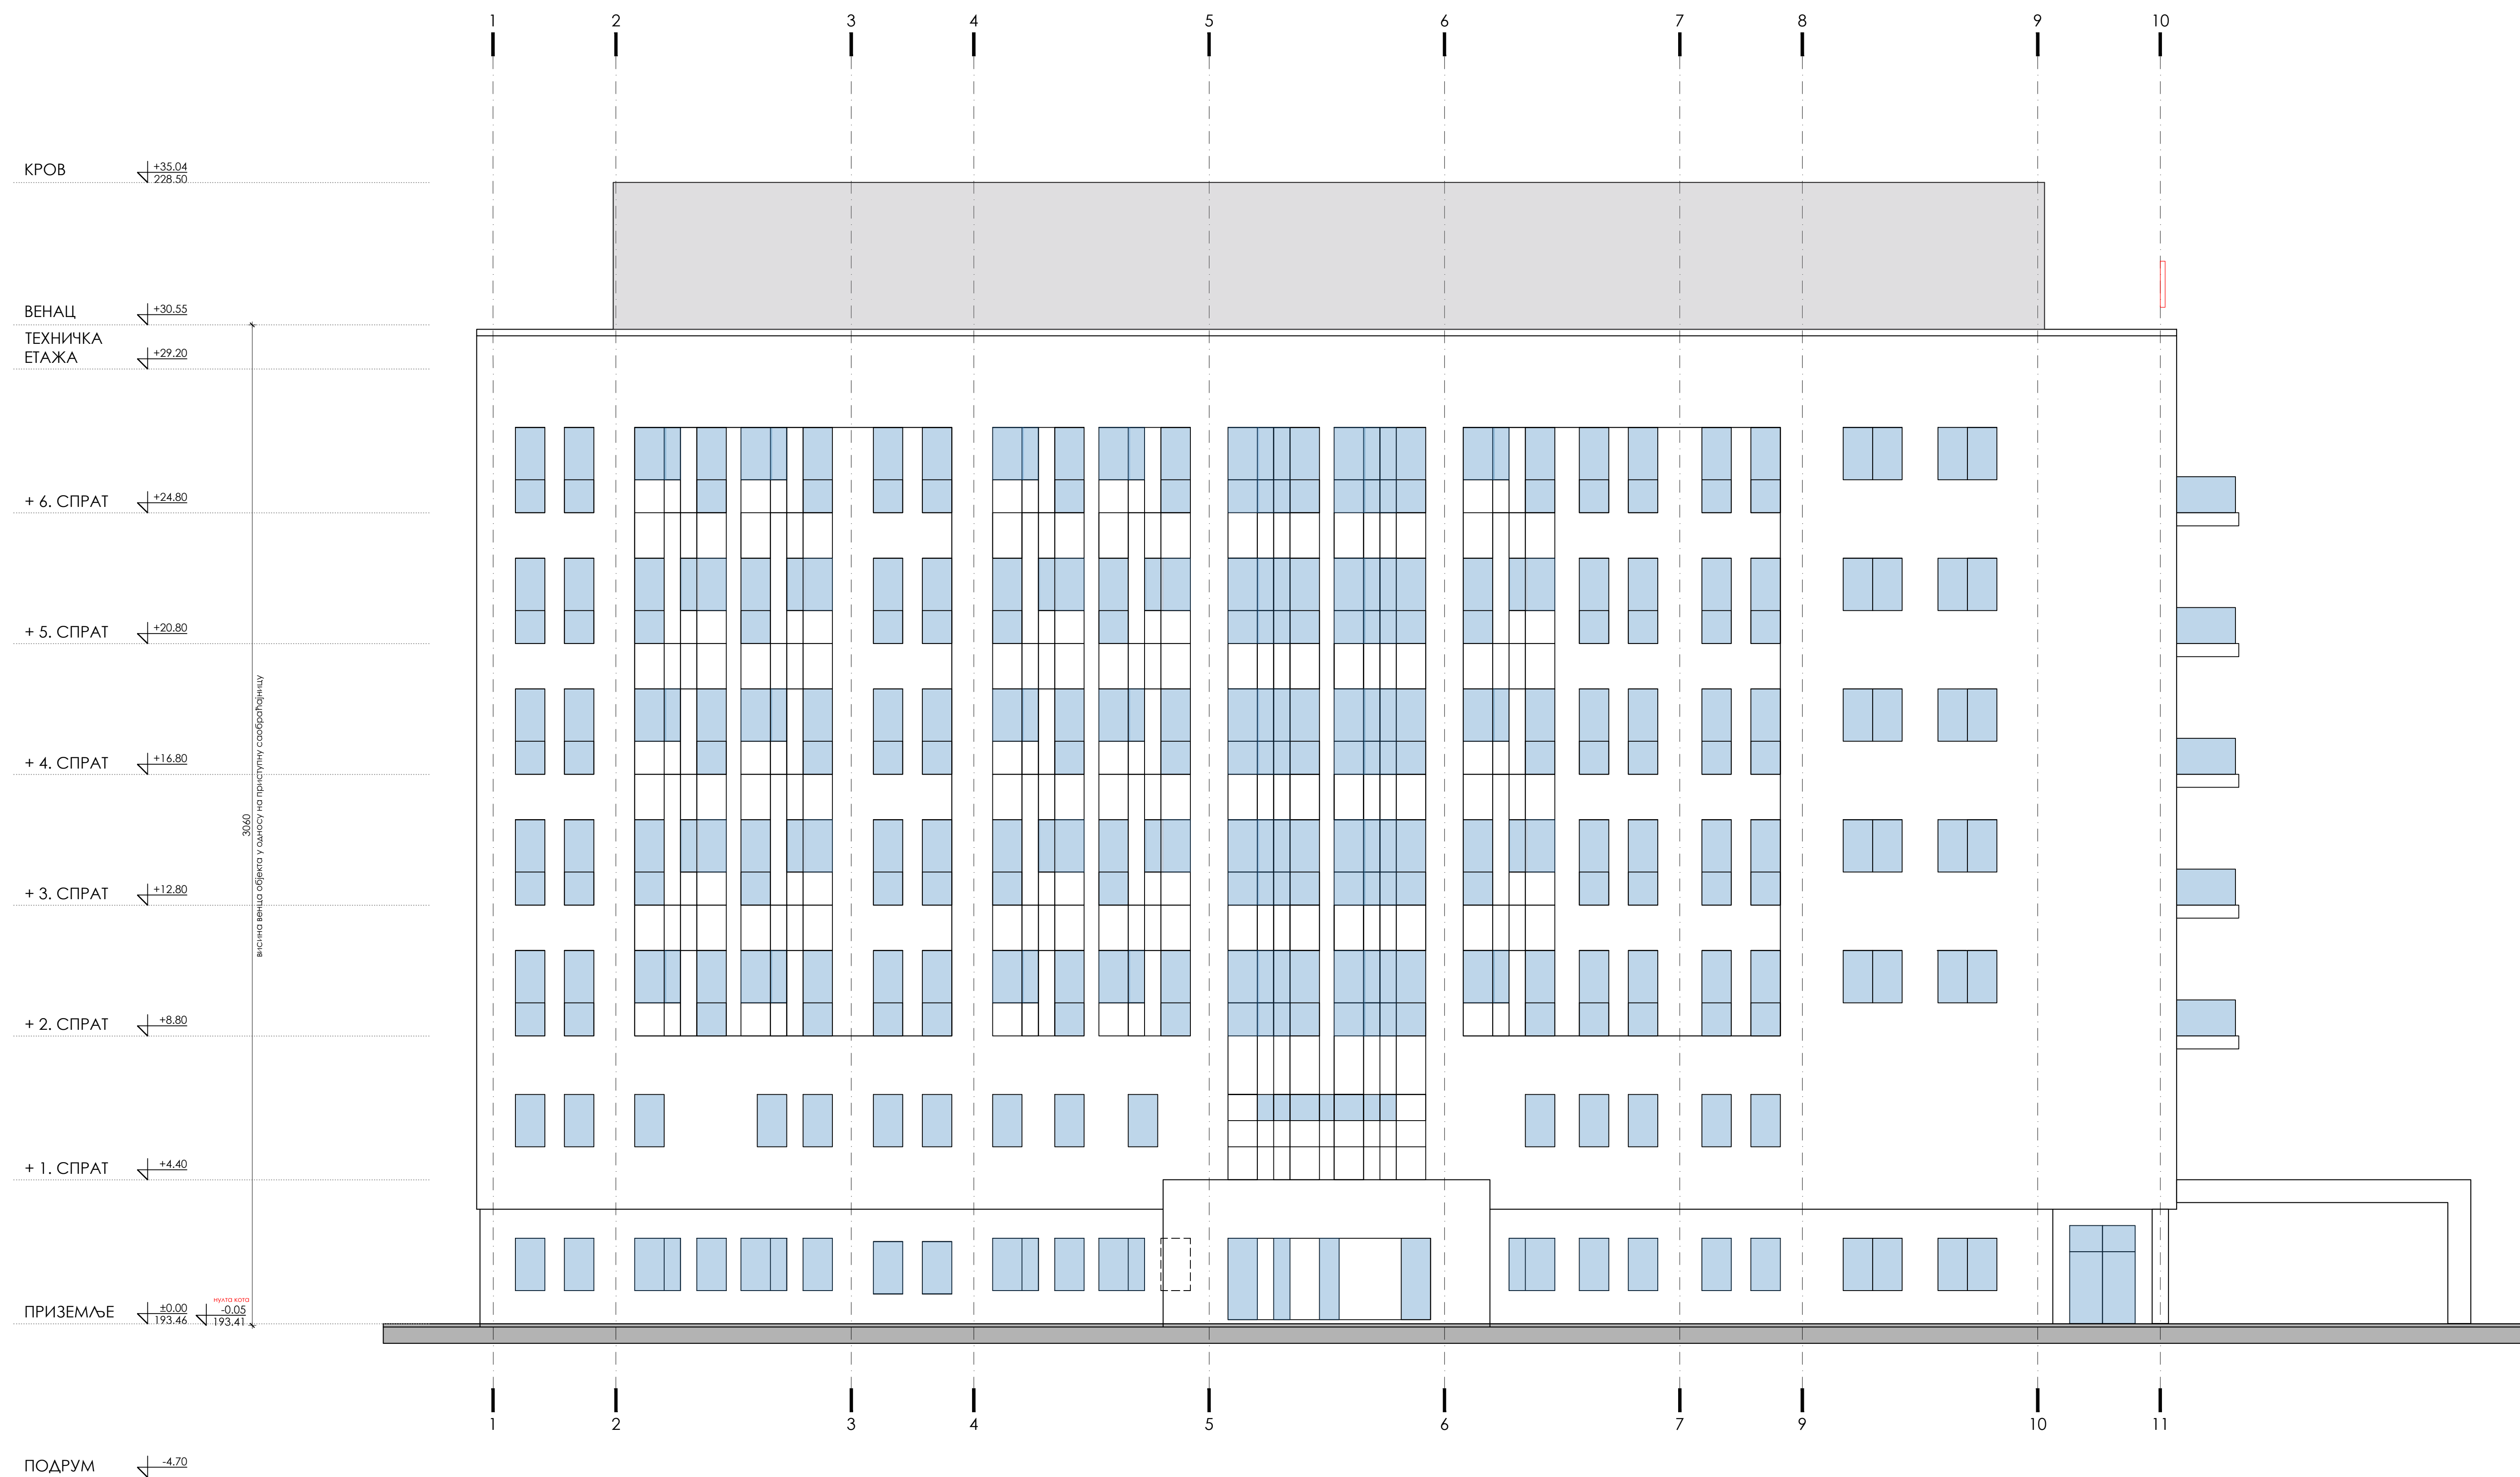 1 2 3 4 5 6 7 8 9 10
КРОВ +35.04
228.50
ВЕНАЦ +30.55
ТЕХНИЧКА
ЕТАЖА +29.20
+ 6. СПРАТ +24.80
+ 5. СПРАТ +20.80
+ 4. СПРАТ +16.80
3060
висина венца објекта у односу на приступну саобраћајницу
+ 3. СПРАТ +12.80
+ 2. СПРАТ +8.80
+ 1. СПРАТ +4.40
нулта кота
ПРИЗЕМЉЕ ±0.00 -0.05
193.46 193.41
1 2 3 4 5 6 7 9 10 11
ПОДРУМ -4.70